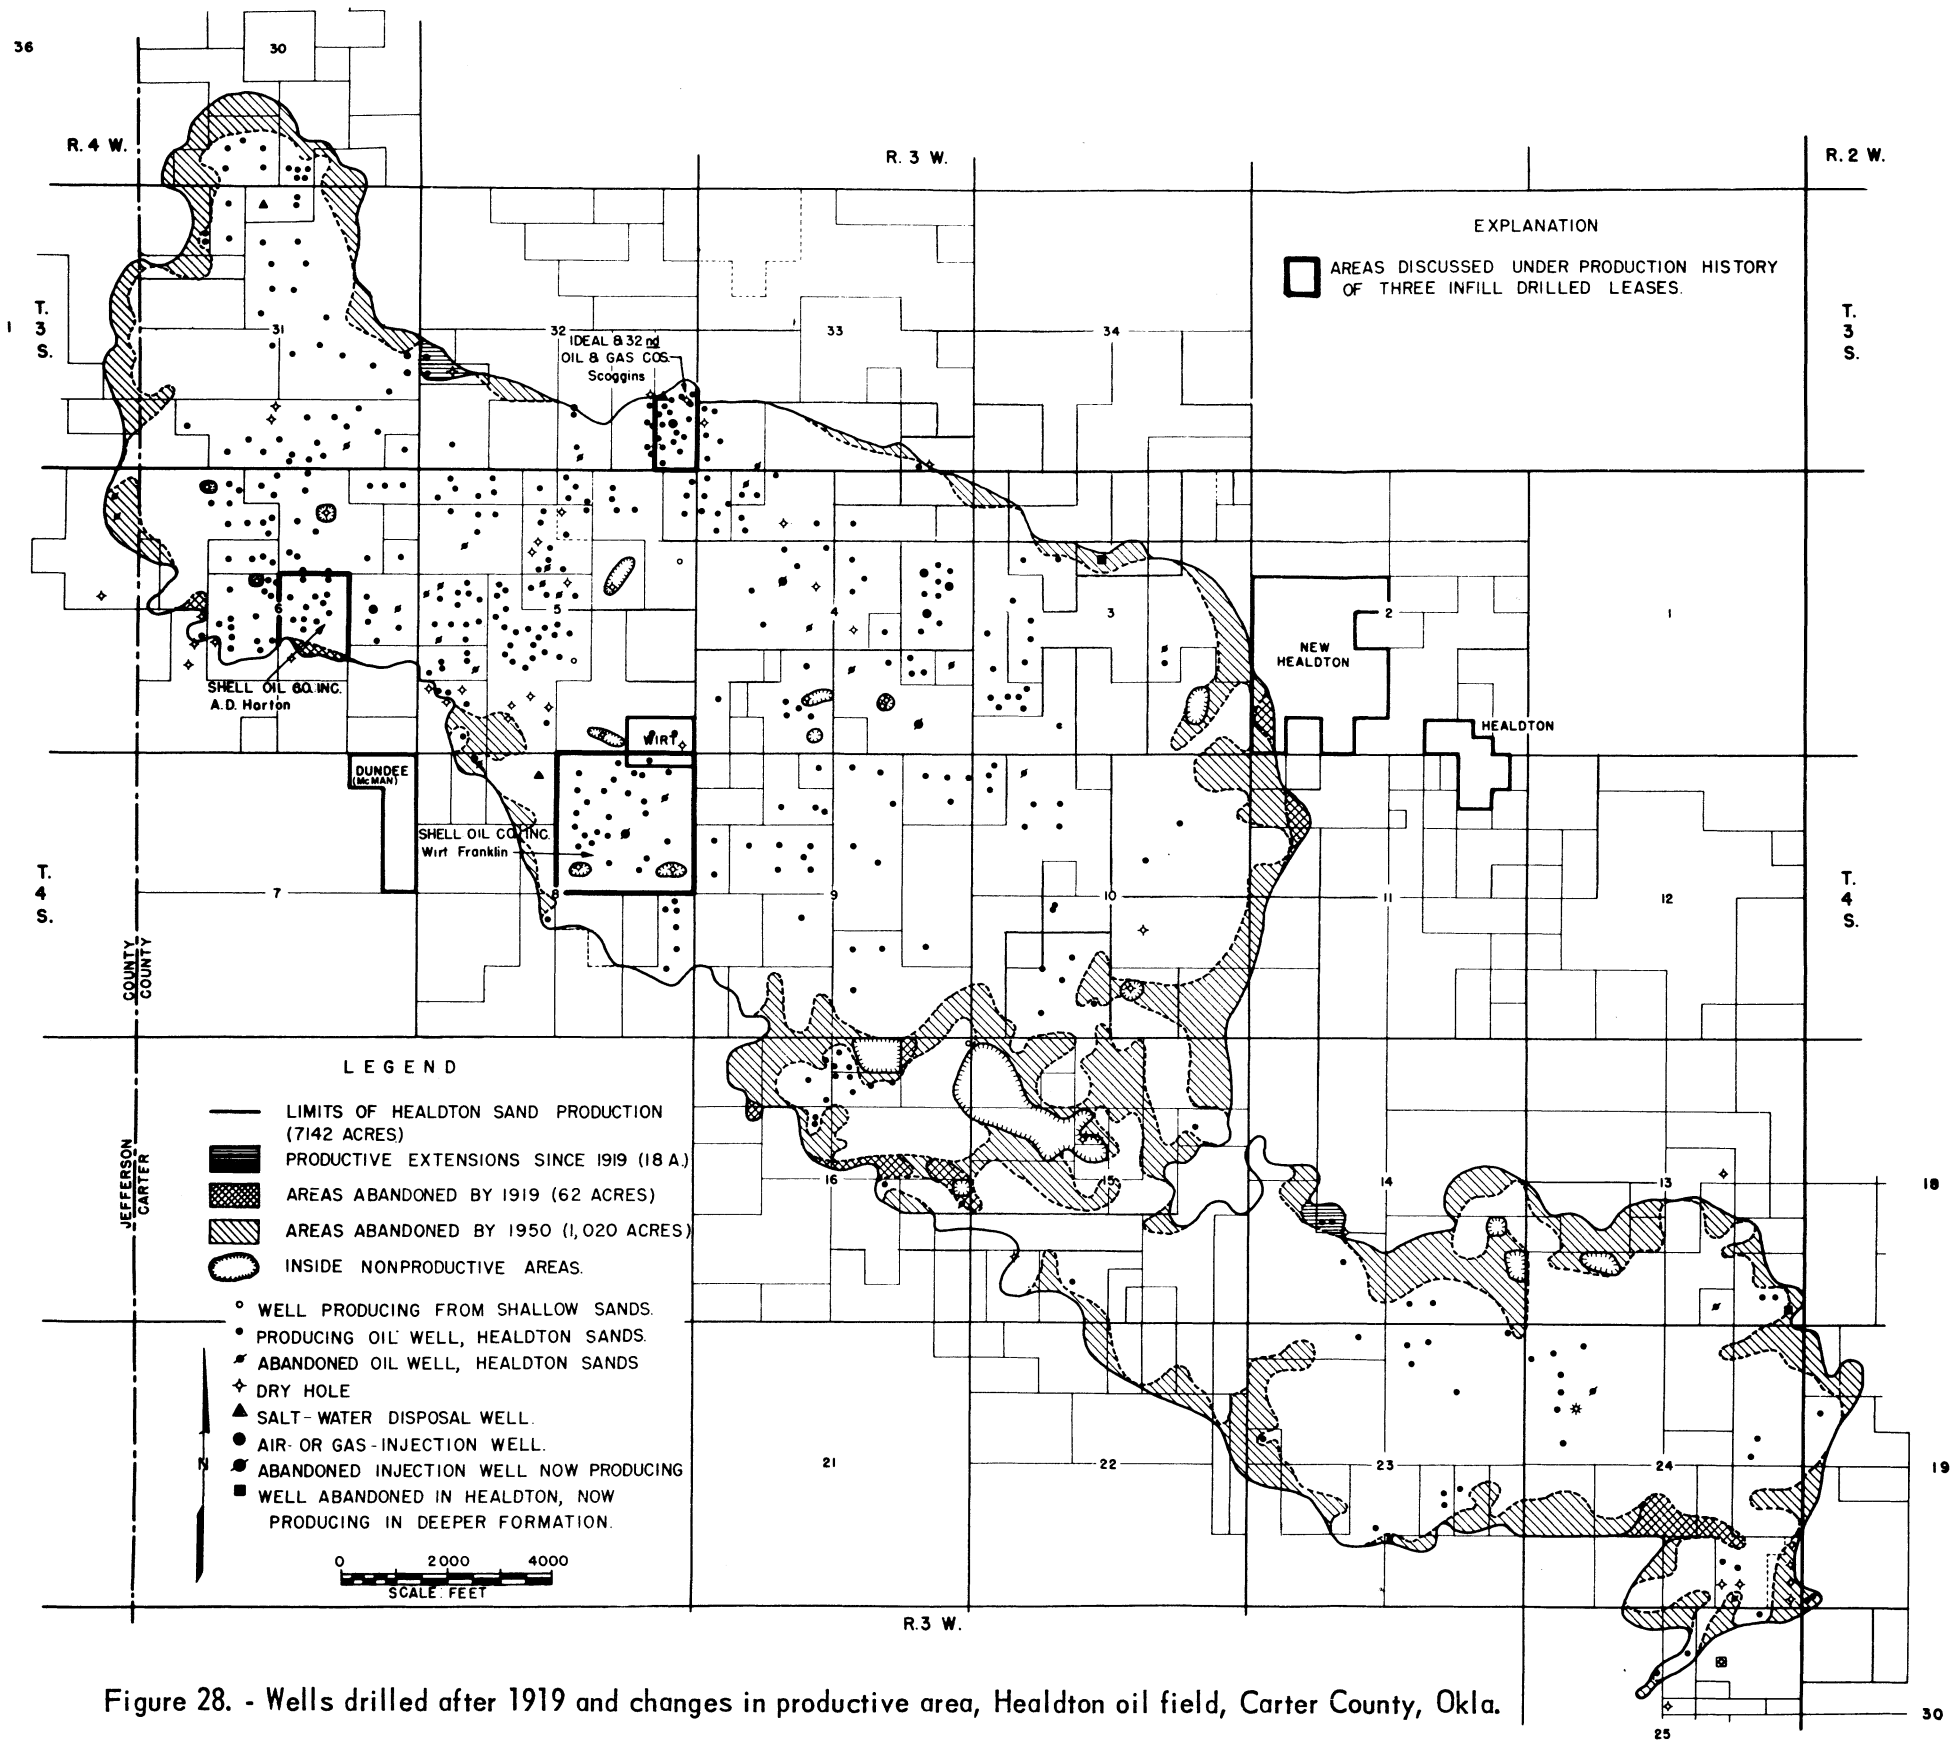 36
30
R. 4 W.
R. 3 W.
R. 2 W.
EXPLANATION
AREAS DISCUSSED UNDER PRODUCTION HISTORY
OF THREE INFILL DRILLED LEASES.
T.
3
S.
1
31
32
33
34
T.
3
S.
IDEAL & 32nd
OIL & GAS COS.
Scoggins
6
5
4
3
2
1
NEW
HEALDTON
SHELL OIL CO. INC.
A.D. Horton
HEALDTON
WIRT
DUNDEE
(McMAN)
SHELL OIL CO. INC.
Wirt Franklin
T.
4
S.
7
8
9
10
11
12
T.
4
S.
COUNTY
COUNTY
JEFFERSON
CARTER
LEGEND
LIMITS OF HEALDTON SAND PRODUCTION
(7142 ACRES)
PRODUCTIVE EXTENSIONS SINCE 1919 (18 A.)
AREAS ABANDONED BY 1919 (62 ACRES)
AREAS ABANDONED BY 1950 (1,020 ACRES)
INSIDE NONPRODUCTIVE AREAS.
WELL PRODUCING FROM SHALLOW SANDS.
PRODUCING OIL WELL, HEALDTON SANDS.
ABANDONED OIL WELL, HEALDTON SANDS
DRY HOLE
SALT-WATER DISPOSAL WELL.
AIR- OR GAS-INJECTION WELL.
ABANDONED INJECTION WELL NOW PRODUCING
WELL ABANDONED IN HEALDTON, NOW
PRODUCING IN DEEPER FORMATION.
N
0 2000 4000
SCALE: FEET
16
15
14
13
18
21
22
23
24
19
R.3 W.
25
30
Figure 28. - Wells drilled after 1919 and changes in productive area, Healdton oil field, Carter County, Okla.